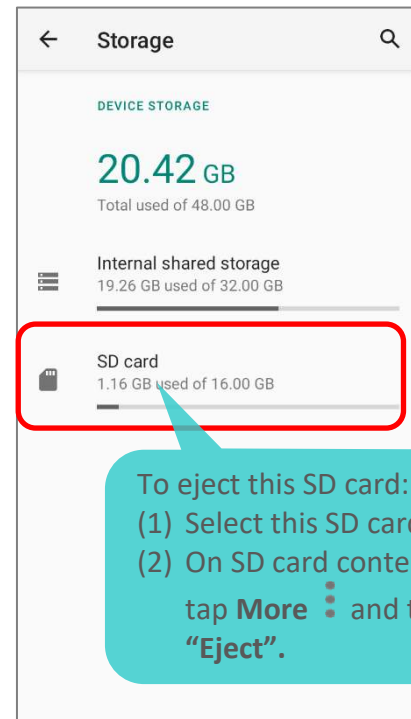 Storage
DEVICE STORAGE
20.42 GB
Total used of 48.00 GB
Internal shared storage
19.26 GB used of 32.00 GB
SD card
1.16 GB used of 16.00 GB
To eject this SD card:
(1) Select this SD
(2) On SD card
tap More and
"Eject".